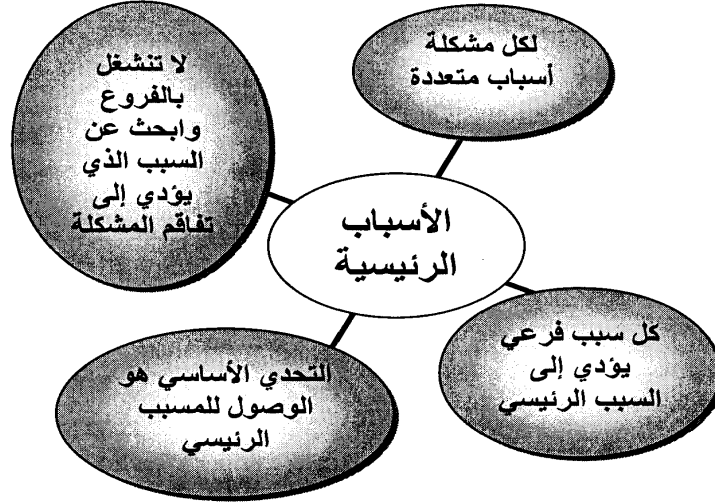 لكل مشكلة
أسباب متعددة
لا تنشغل
بالفروع
وابحث عن
السبب الذي
يؤدي إلى
تفاقم المشكلة
الأسباب
الرئيسية
كل سبب فرعي
يؤدي إلى
السبب الرئيسي
التحدي الأساسي هو
الوصول للمسبب
الرئيسي